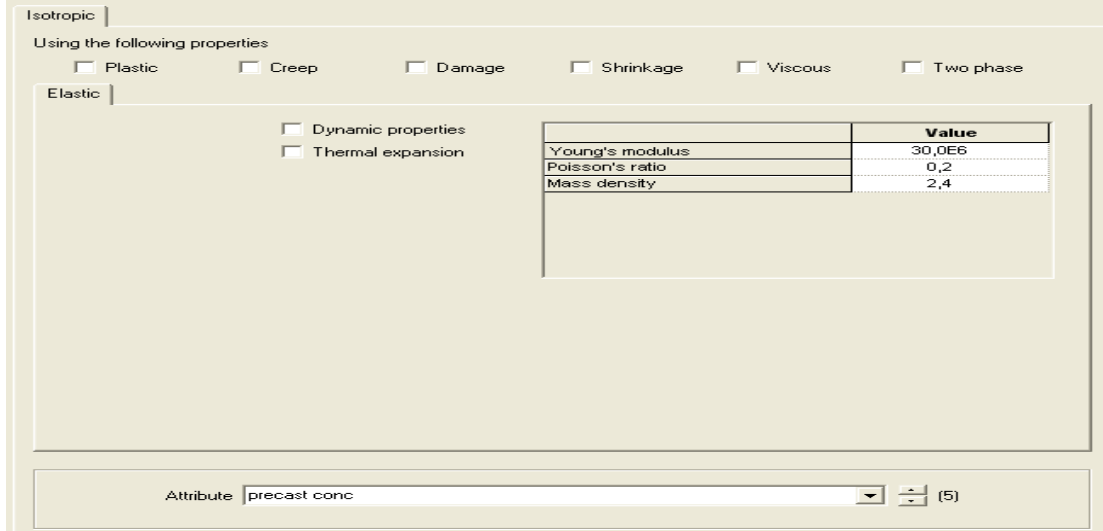 Isotropic
Using the following properties
Plastic Creep Damage Shrinkage Viscous Two phase
Elastic
Dynamic properties
Thermal expansion
Value
Young's modulus 30,0E6
Poisson's ratio 0,2
Mass density 2,4
Attribute precast conc (5)